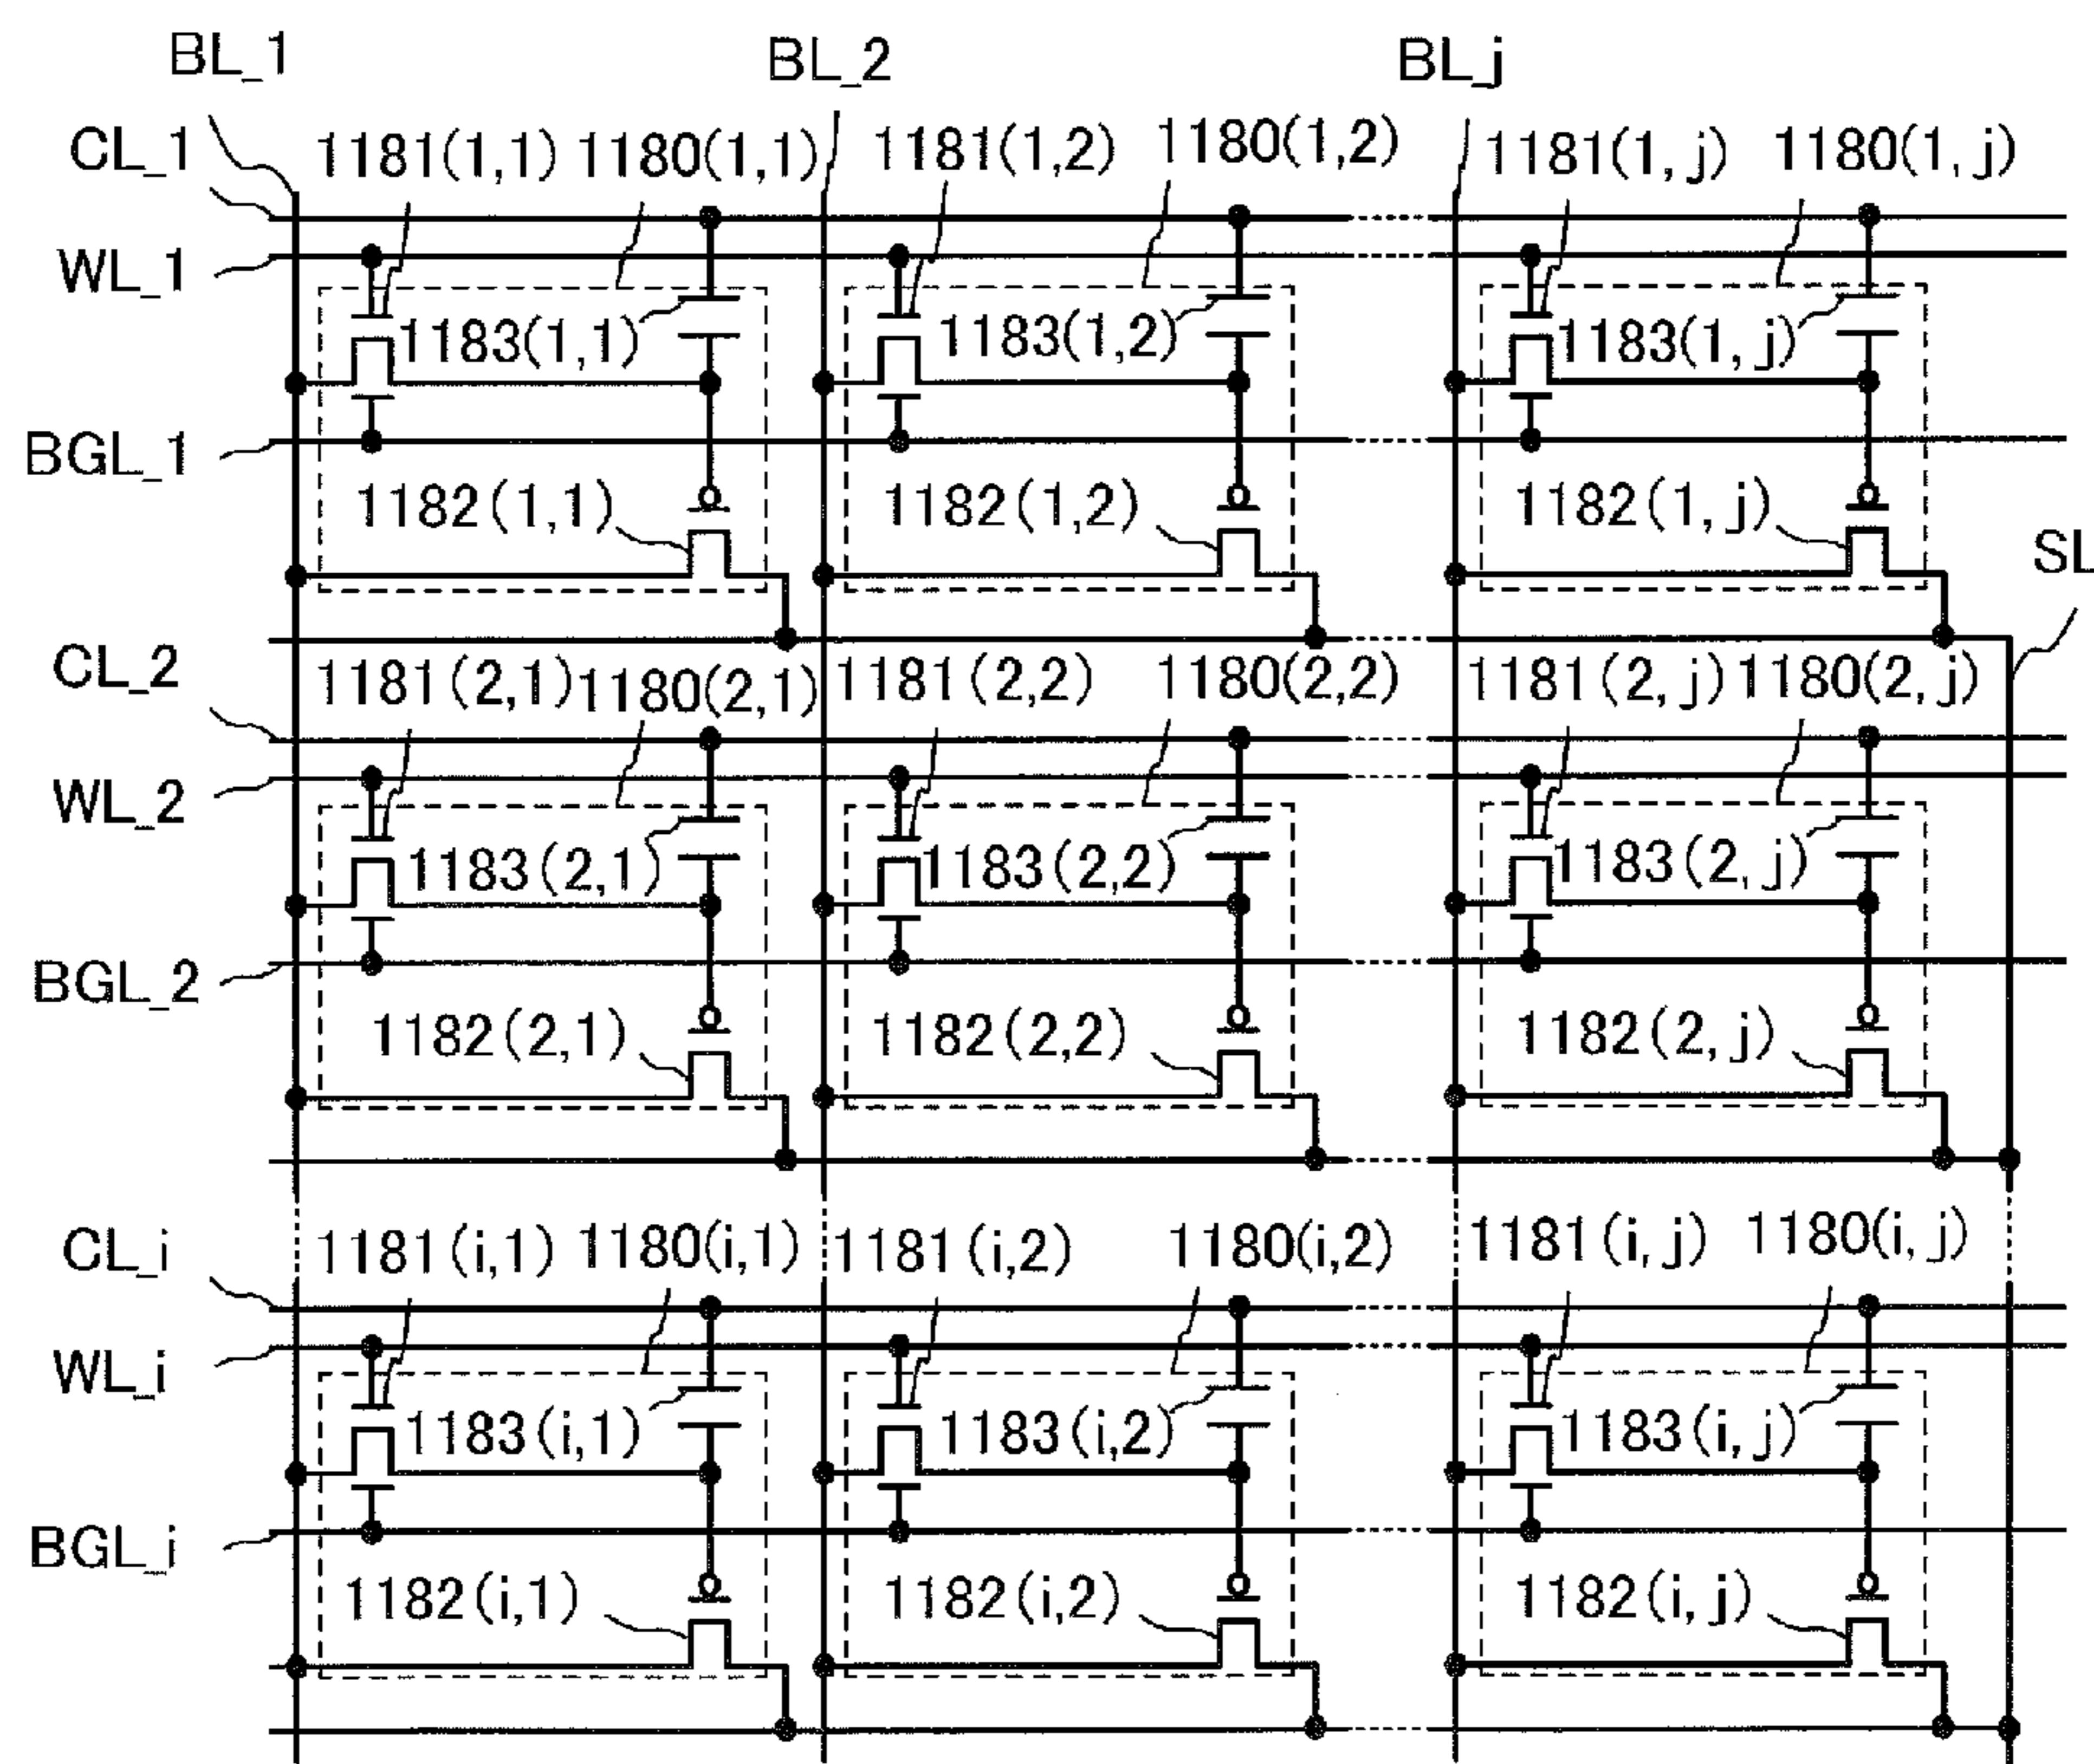 BL_1
BL_2
BL_j
CL_1
1181(1,1)
1180(1,1)
1181(1,2)
1180(1,2)
1181(1,j)
1180(1,j)
WL_1
1183(1,1)
1183(1,2)
1183(1,j)
BGL_1
1182(1,1)
1182(1,2)
1182(1,j)
SL
CL_2
1181(2,1)
1180(2,1)
1181(2,2)
1180(2,2)
1181(2,j)
1180(2,j)
WL_2
1183(2,1)
1183(2,2)
1183(2,j)
BGL_2
1182(2,1)
1182(2,2)
1182(2,j)
CL_i
1181(i,1)
1180(i,1)
1181(i,2)
1180(i,2)
1181(i,j)
1180(i,j)
WL_i
1183(i,1)
1183(i,2)
1183(i,j)
BGL_i
1182(i,1)
1182(i,2)
1182(i,j)